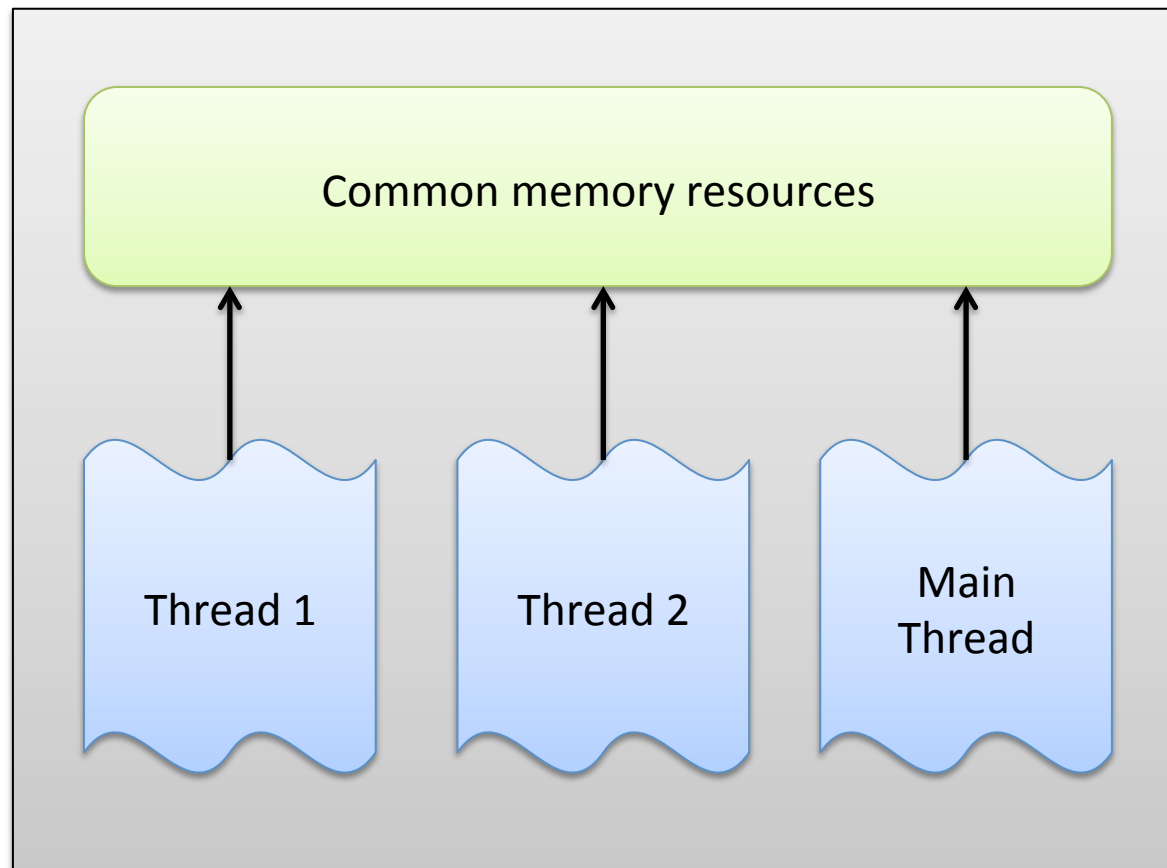 Common memory resources
Thread 1
Thread 2
Main
Thread